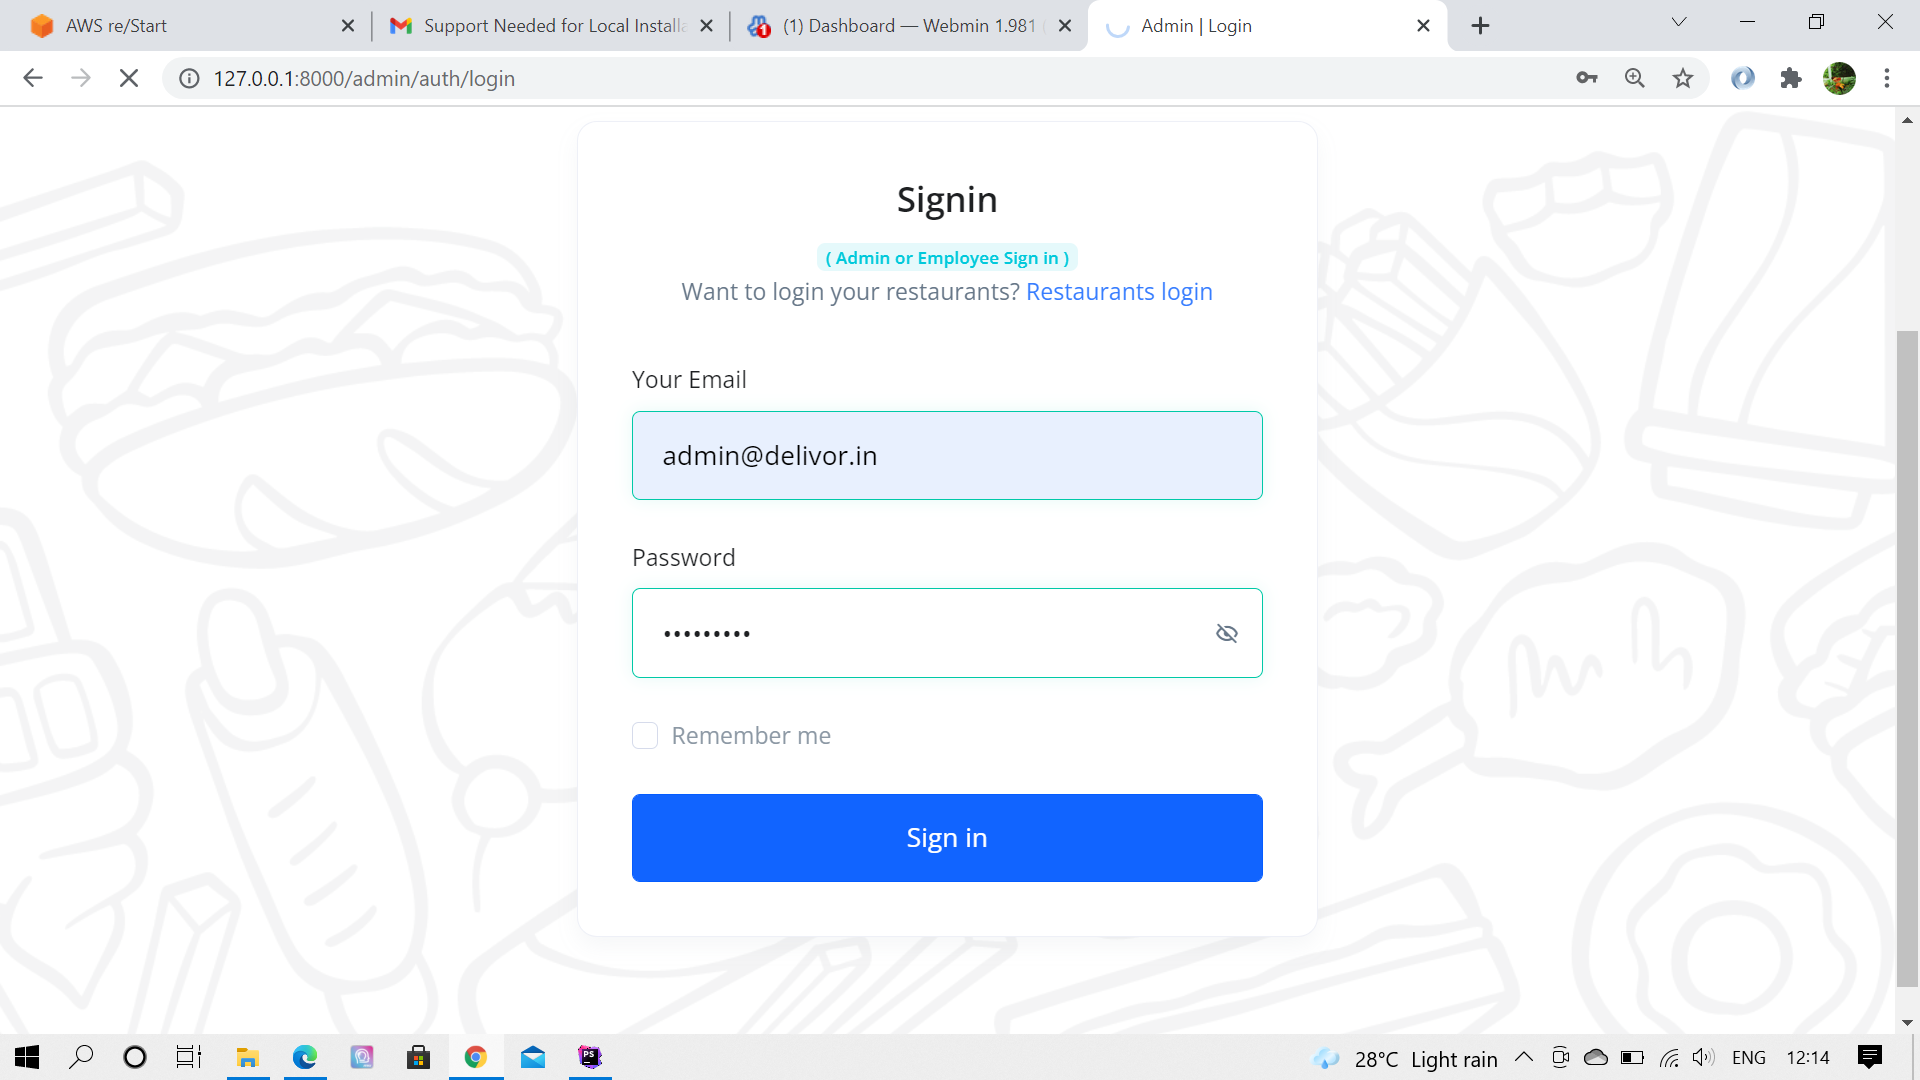 AWS re/Start
Support Needed for Local Installa
(1) Dashboard — Webmin 1.981
Admin | Login
127.0.0.1:8000/admin/auth/login
Signin
( Admin or Employee Sign in )
Want to login your restaurants? Restaurants login
Your Email
admin@delivor.in
Password
•••••••••
Remember me
Sign in
PS
28°C Light rain
ENG
12:14